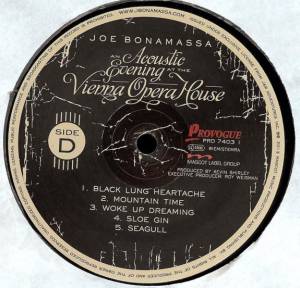 WWW.JBONAMASSA.COM
JOE BONAMASSA
AN Acoustic
Evening AT THE
Vienna Opera House
SIDE
D
PROVOGUE
PRD 7403 1
BIEM/STEMRA
MASCOT LABEL GROUP
PRODUCED BY KEVIN SHIRLEY
EXECUTIVE PRODUCER: ROY WEISMAN
1. BLACK LUNG HEARTACHE
2. MOUNTAIN TIME
3. WOKE UP DREAMING
4. SLOE GIN
5. SEAGULL